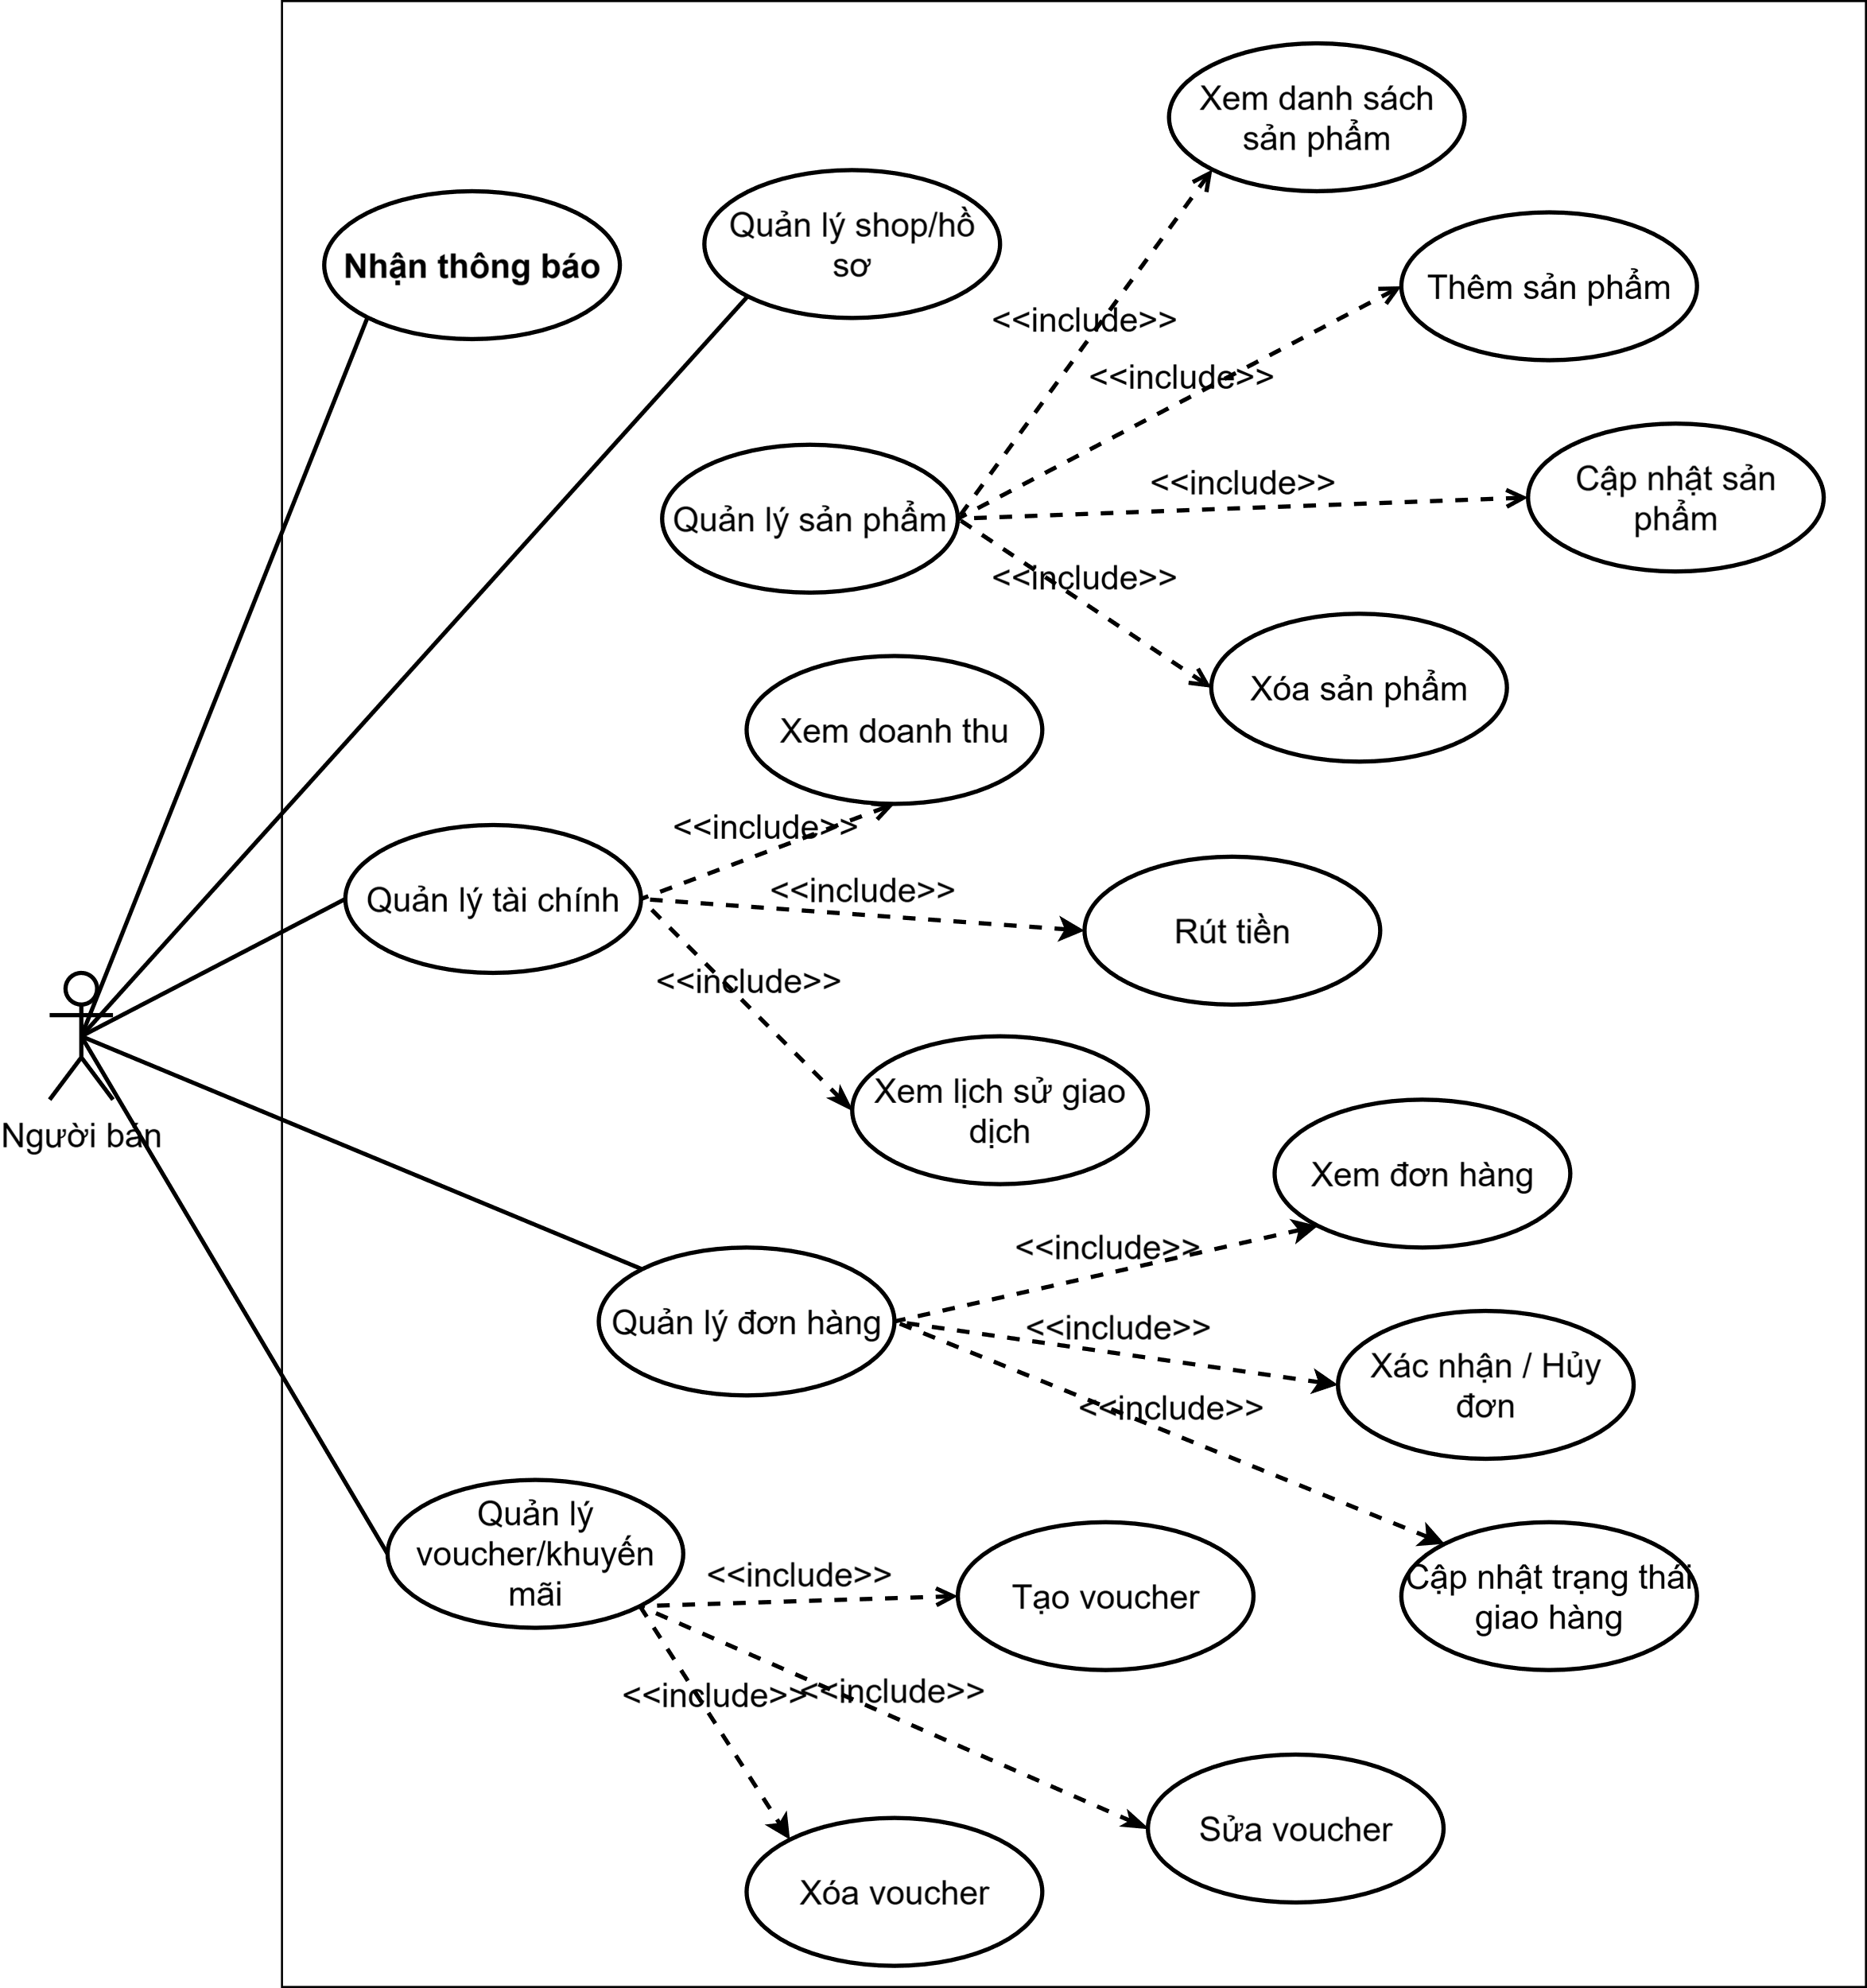 Xem danh sách
sản phẩm
Quản lý shop/hồ
sơ
Nhận thông báo
Thêm sản phẩm
<<include>>
<<include>>
Cập nhật sản
phẩm
<<include>>
Quản lý sản phẩm
<<include>>
Xóa sản phẩm
Xem doanh thu
<<include>>
<<include>>
Quản lý tài chính
Rút tiền
<<include>>
Xem lịch sử giao
dịch
Người bán
Xem đơn hàng
<<include>>
Quản lý đơn hàng
<<include>>
Xác nhận / Hủy
đơn
<<include>>
Quản lý
voucher/khuyến
mãi
<<include>>
Tạo voucher
Cập nhật trạng thái
giao hàng
<<include>>
<<include>>
Sửa voucher
Xóa voucher